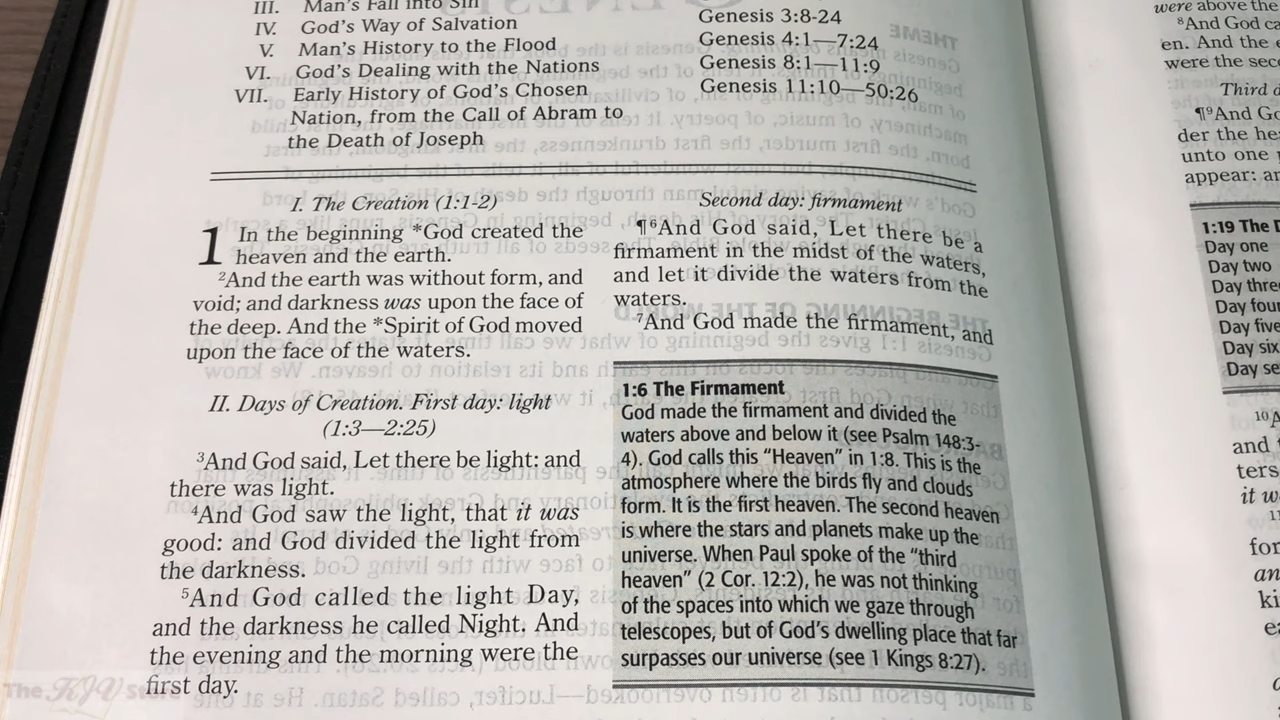 III. Man's Fall into Sin
IV. God's Way of Salvation
V. Man's History to the Flood
VI. God's Dealing with the Nations
VII. Early History of God's Chosen
Nation, from the Call of Abram to
the Death of Joseph
Genesis 3:8-24
Genesis 4:1—7:24
Genesis 8:1—11:9
Genesis 11:10—50:26
I. The Creation (1:1-2)
1 In the beginning *God created the
heaven and the earth.
2And the earth was without form, and
void; and darkness was upon the face of
the deep. And the *Spirit of God moved
upon the face of the waters.
II. Days of Creation. First day: light
(1:3—2:25)
3And God said, Let there be light: and
there was light.
4And God saw the light, that it was
good: and God divided the light from
the darkness.
5And God called the light Day,
and the darkness he called Night. And
the evening and the morning were the
first day.
Second day: firmament
¶6And God said, Let there be a
firmament in the midst of the waters,
and let it divide the waters from the
waters.
7And God made the firmament, and
1:6 The Firmament
God made the firmament and divided the
waters above and below it (see Psalm 148:3-
4). God calls this "Heaven" in 1:8. This is the
atmosphere where the birds fly and clouds
form. It is the first heaven. The second heaven
is where the stars and planets make up the
universe. When Paul spoke of the "third
heaven" (2 Cor. 12:2), he was not thinking
of the spaces into which we gaze through
telescopes, but of God's dwelling place that far
surpasses our universe (see 1 Kings 8:27).
were above the
8And God
en. And the
were the
Third
¶9And
der the
unto one
appear:
1:19 The
Day one
Day two
Day
Day
Day
Day six
Day
10
and
ters
it
11
for
The KJV Store